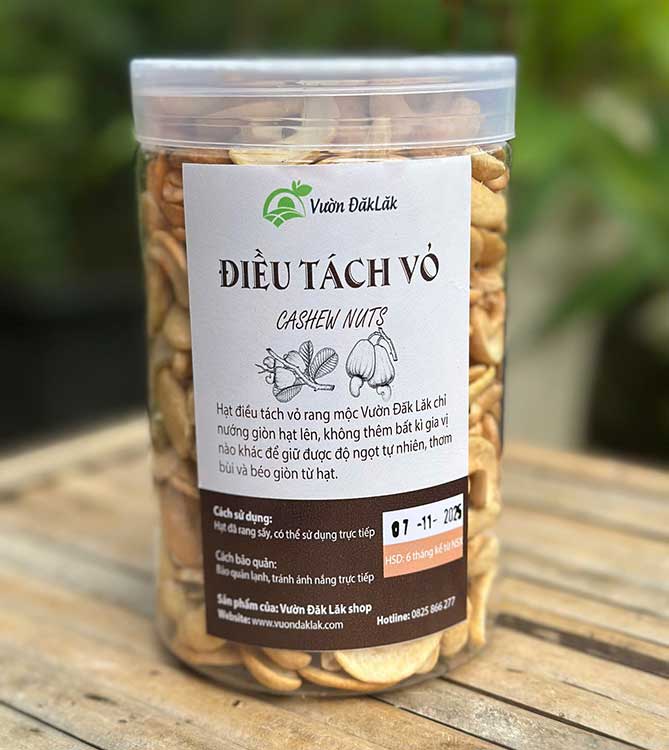 Vườn ĐăkLăk
ĐIỀU TÁCH VỎ
CASHEW NUTS
Hạt điều tách vỏ rang mộc Vườn Đăk Lăk chỉ
nướng giòn hạt lên, không thêm bất kì gia vị
nào khác để giữ được độ ngọt tự nhiên, thơm
bùi và béo giòn từ hạt.
Cách sử dụng:
Hạt đã rang sấy, có thể sử dụng trực tiếp
07 -11- 2025
HSD: 6 tháng kể từ NSX
Cách bảo quản:
Bảo quản lạnh, tránh ánh nắng trực tiếp
Sản phẩm của: Vườn Đăk Lăk shop
Website: www.vuondaklak.com
Hotline: 0825 866 277